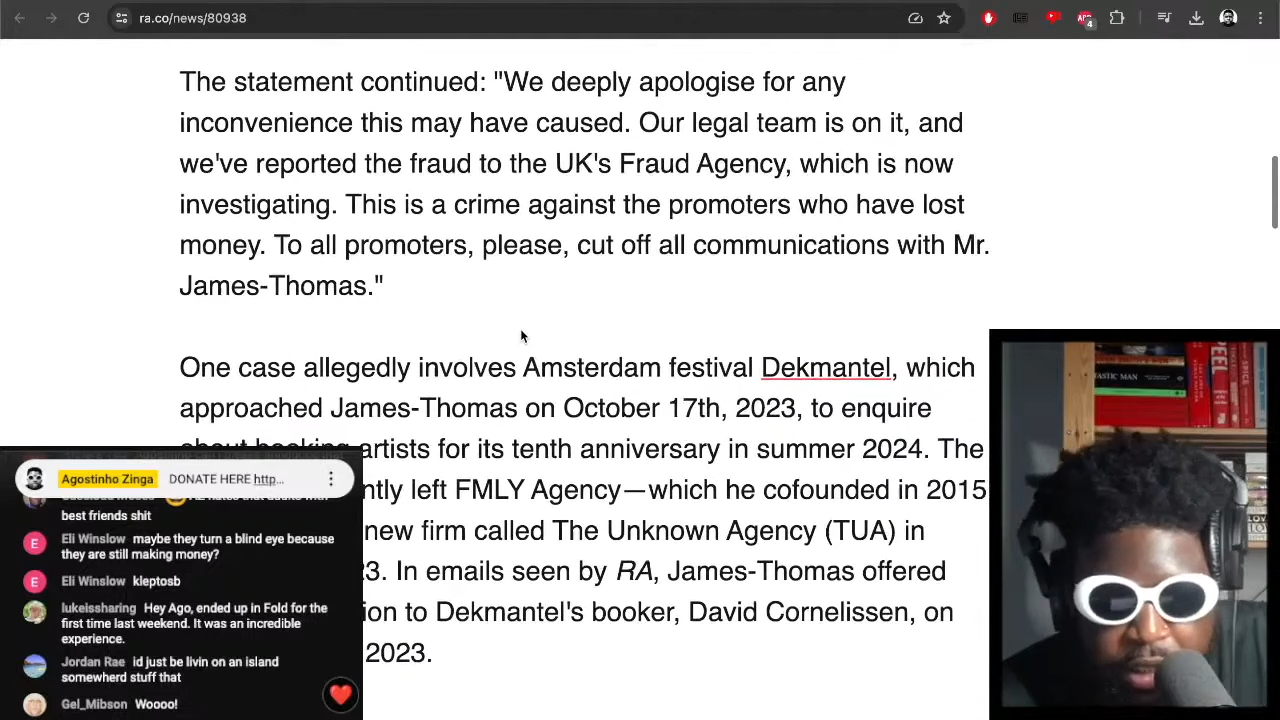 ra.co/news/80938
4
The statement continued: "We deeply apologise for any
inconvenience this may have caused. Our legal team is on it, and
we've reported the fraud to the UK's Fraud Agency, which is now
investigating. This is a crime against the promoters who have lost
money. To all promoters, please, cut off all communications with Mr.
James-Thomas."
One case allegedly involves Amsterdam festival Dekmantel, which
approached James-Thomas on October 17th, 2023, to enquire
about booking artists for its tenth anniversary in summer 2024. The
ntly left FMLY Agency—which he cofounded in 2015
new firm called The Unknown Agency (TUA) in
3. In emails seen by RA, James-Thomas offered
ion to Dekmantel's booker, David Cornelissen, on
2023.
Agostinho Zinga DONATE HERE http...
best friends shit
Eli Winslow maybe they turn a blind eye because
they are still making money?
Eli Winslow kleptosb
lukeissharing Hey Ago, ended up in Fold for the
first time last weekend. It was an incredible
experience.
Jordan Rae id just be livin on an island
somewherd stuff that
Gel_Mibson Woooo!
TASTIC MAN